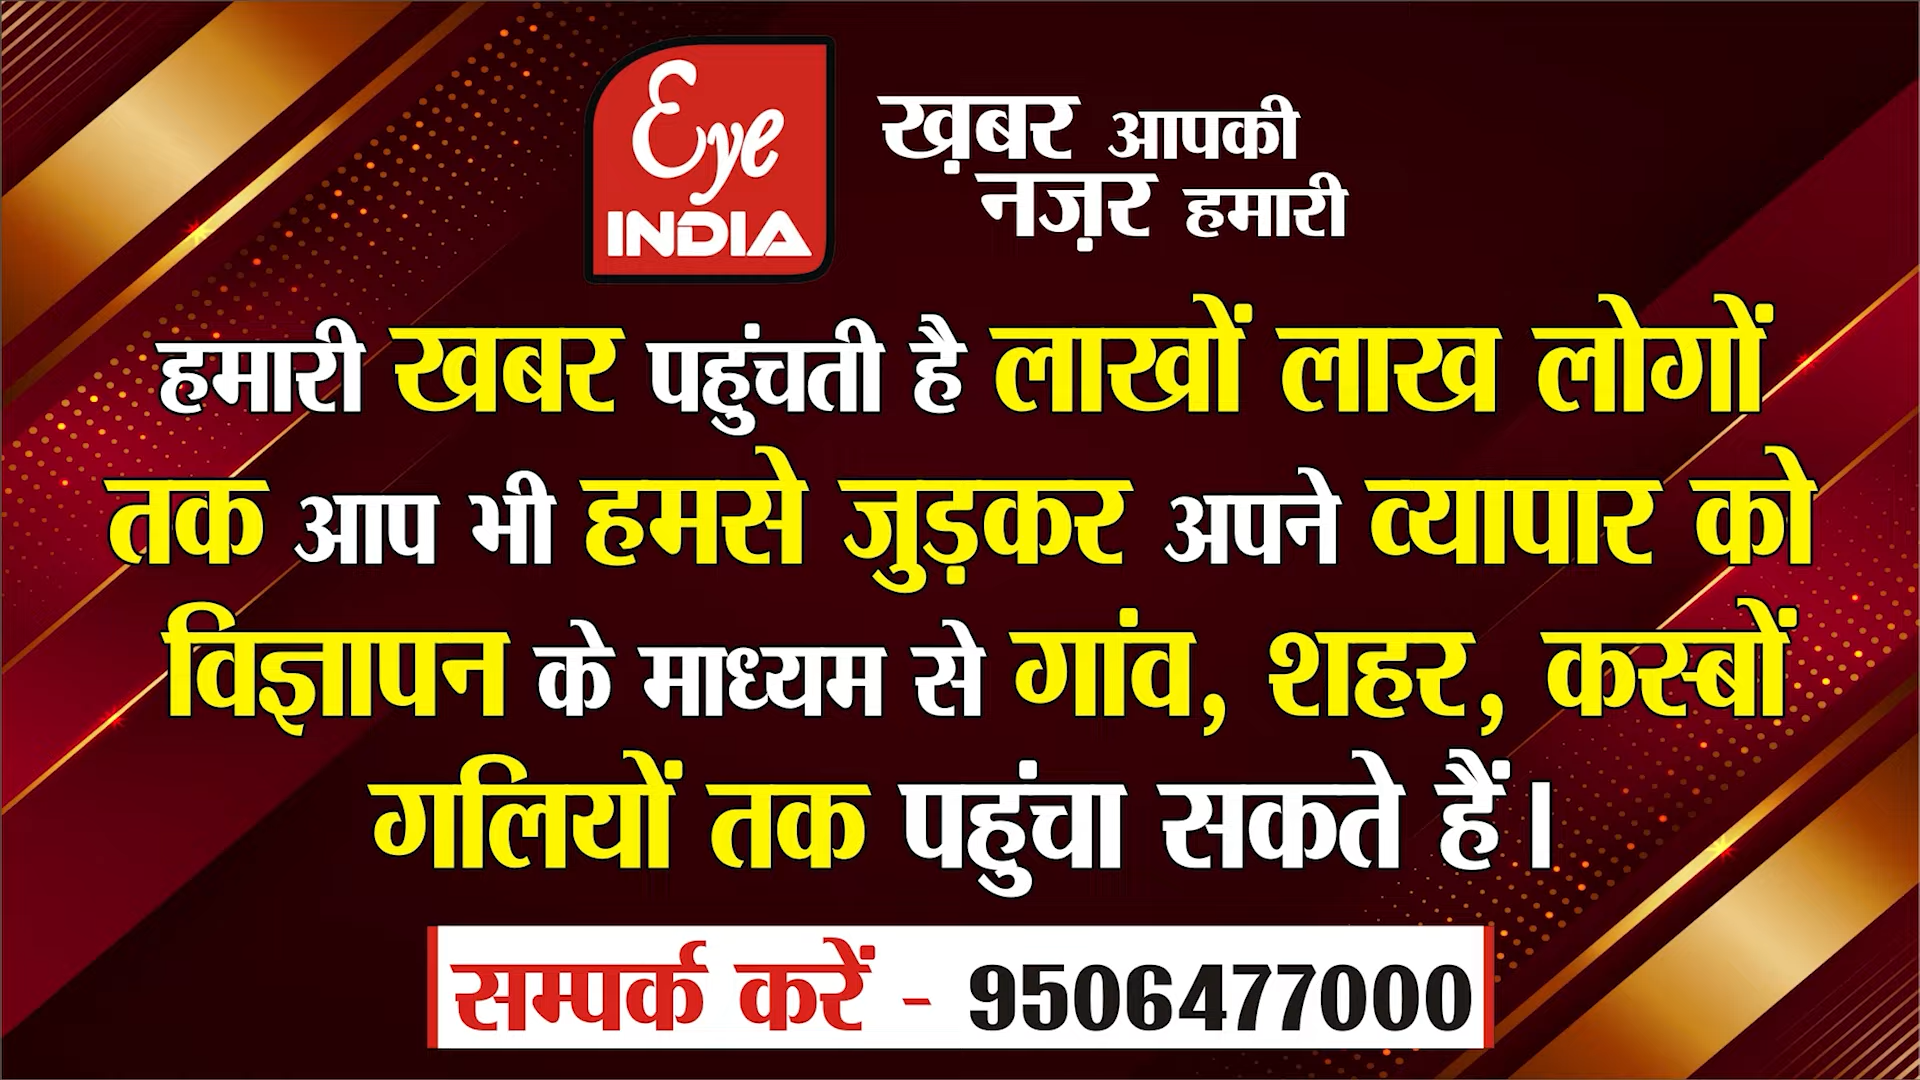 Eye
INDIA
ख़बर आपकी
नज़र हमारी
हमारी खबर पहुंचती है लाखों लाख लोगों
तक आप भी हमसे जुड़कर अपने व्यापार को
विज्ञापन के माध्यम से गांव, शहर, कस्बों
गलियों तक पहुंचा सकते हैं।
सम्पर्क करें - 9506477000